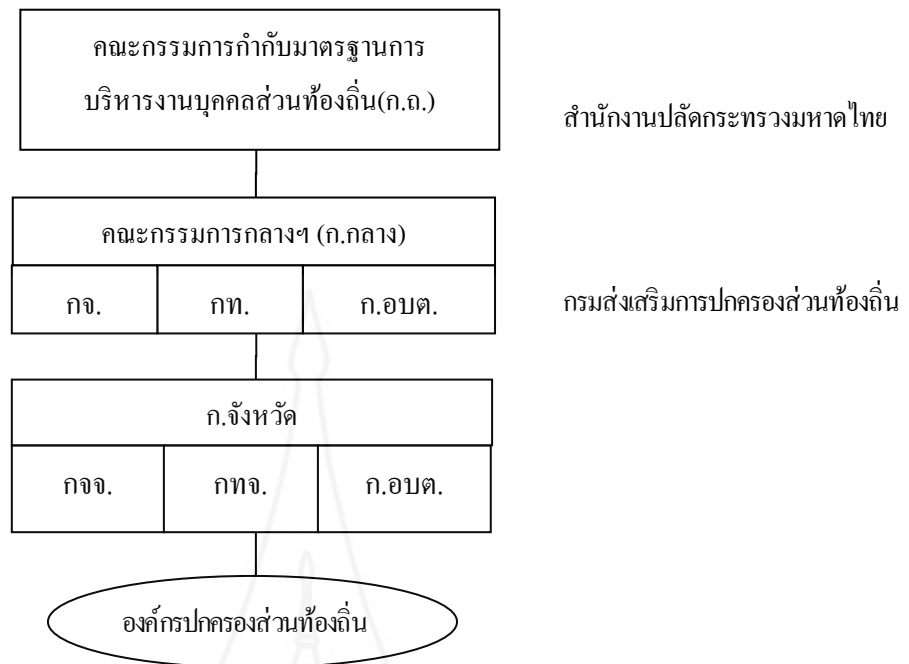 คณะกรรมการกำกับมาตรฐานการ
บริหารงานบุคคลส่วนท้องถิ่น(ก.ถ.)
สำนักงานปลัดกระทรวงมหาดไทย
คณะกรรมการกลางฯ (ก.กลาง)
กจ. กท. ก.อบต.
กรมส่งเสริมการปกครองส่วนท้องถิ่น
ก.จังหวัด
กจจ. กทจ. ก.อบต.
องค์กรปกครองส่วนท้องถิ่น